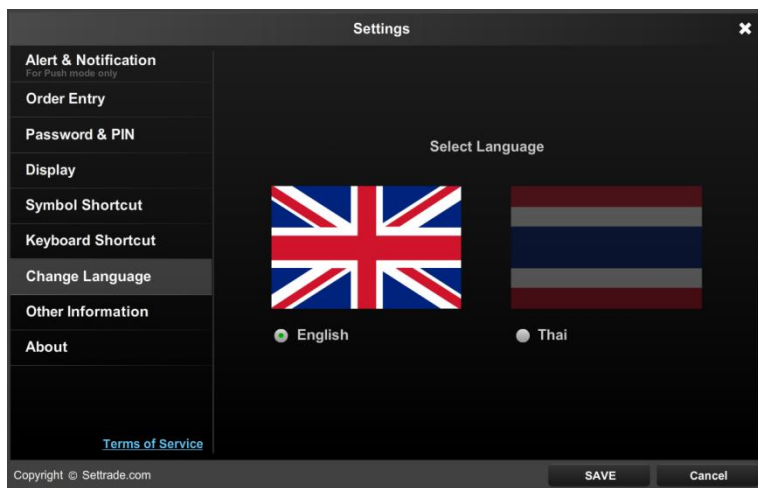 Settings
Alert & Notification
For Push mode only
Order Entry
Password & PIN
Display
Symbol Shortcut
Keyboard Shortcut
Change Language
Other Information
About
Terms of Service
Select Language
English
Thai
Copyright © Settrade.com
SAVE
Cancel